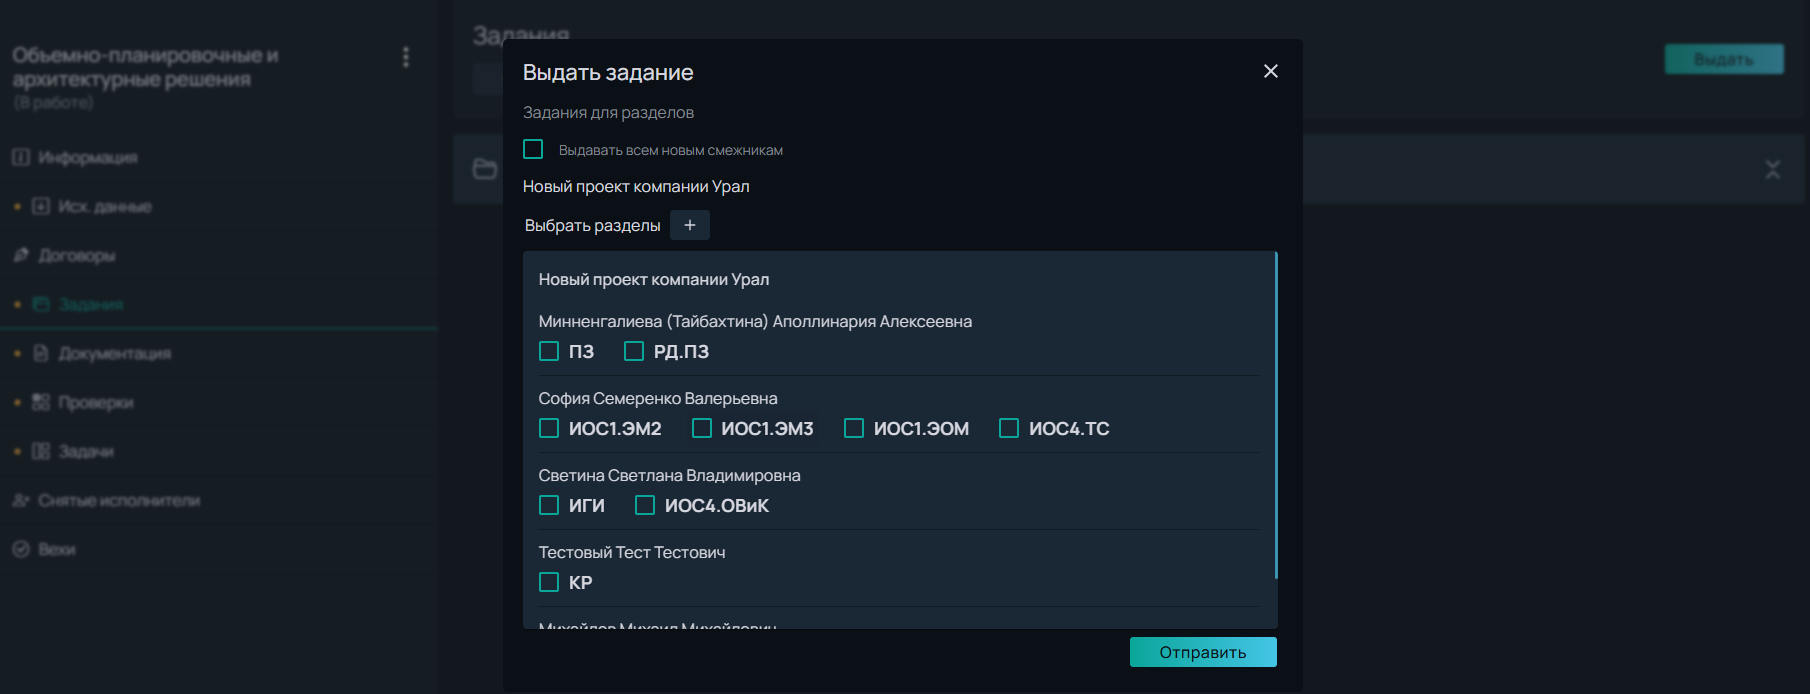 Объемно-планировочные и
архитектурные решения
(В работе)
Информация
Исх. данные
Договоры
Задания
Документация
Проверки
Задачи
Снятые исполнители
Вехи
Задания
Выдать
Выдать задание
Задания для разделов
Выдавать всем новым смежникам
Новый проект компании Урал
Выбрать разделы +
Новый проект компании Урал
Минненгалиева (Тайбахтина) Аполлинария Алексеевна
ПЗ РД.ПЗ
София Семеренко Валерьевна
ИОС1.ЭМ2 ИОС1.ЭМ3 ИОС1.ЭОМ ИОС4.ТС
Светина Светлана Владимировна
ИГИ ИОС4.ОВиК
Тестовый Тест Тестович
КР
Михайлов Михаил Михайлович
Отправить